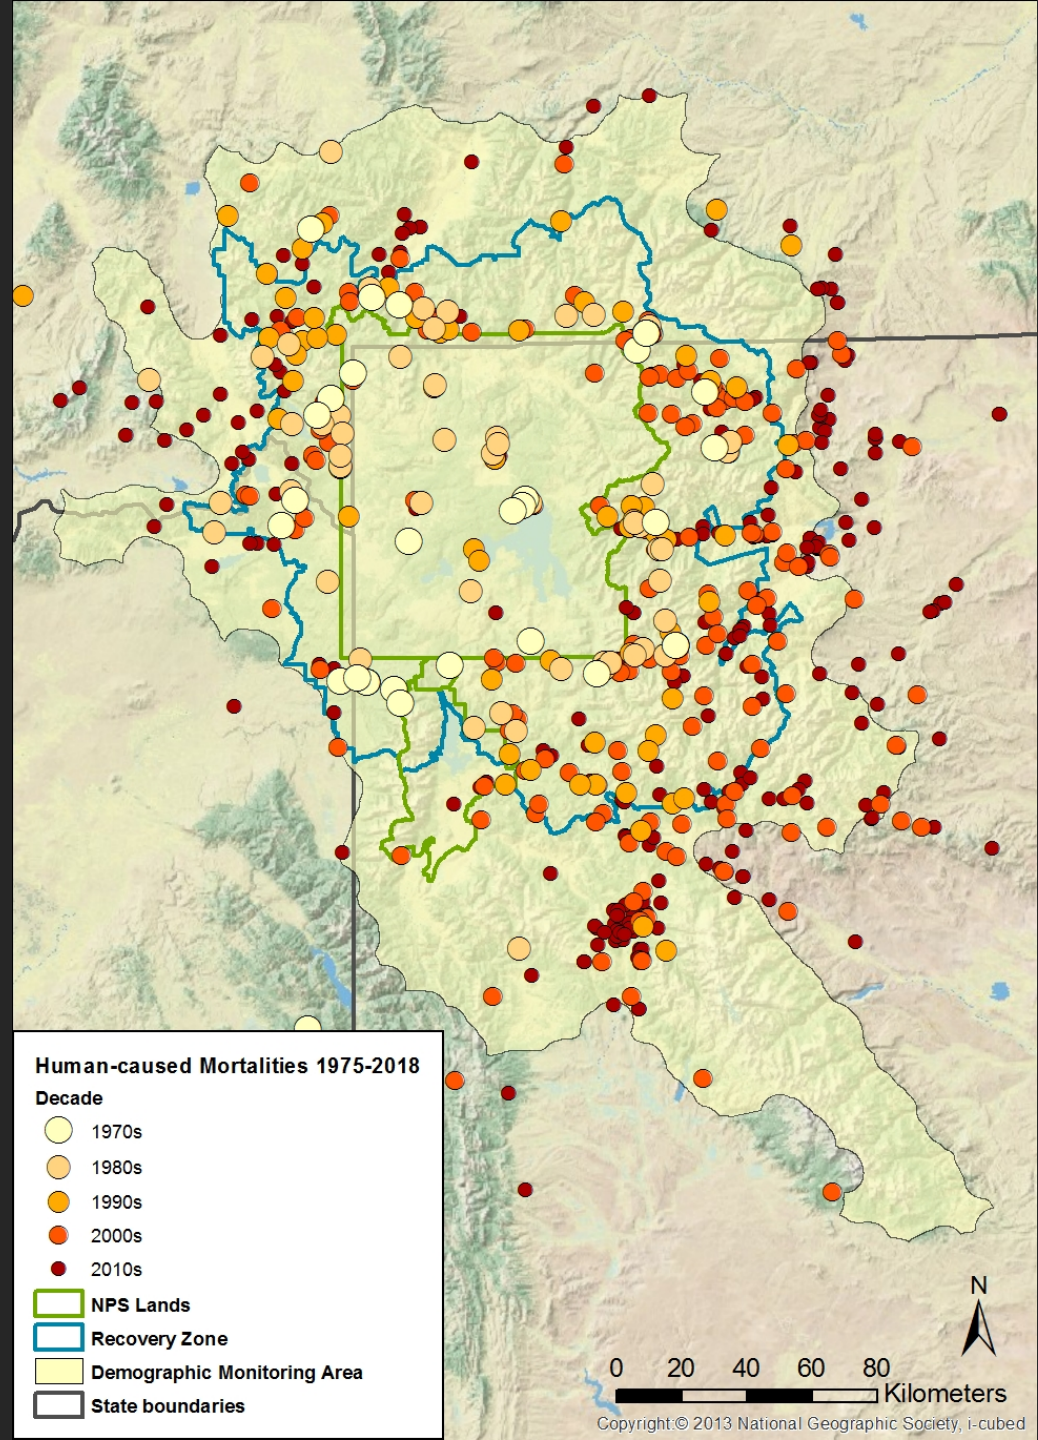 Human-caused Mortalities 1975-2018
Decade
1970s
1980s
1990s
2000s
2010s
NPS Lands
Recovery Zone
Demographic Monitoring Area
State boundaries
N
0 20 40 60 80
Kilometers
Copyright:© 2013 National Geographic Society, i-cubed